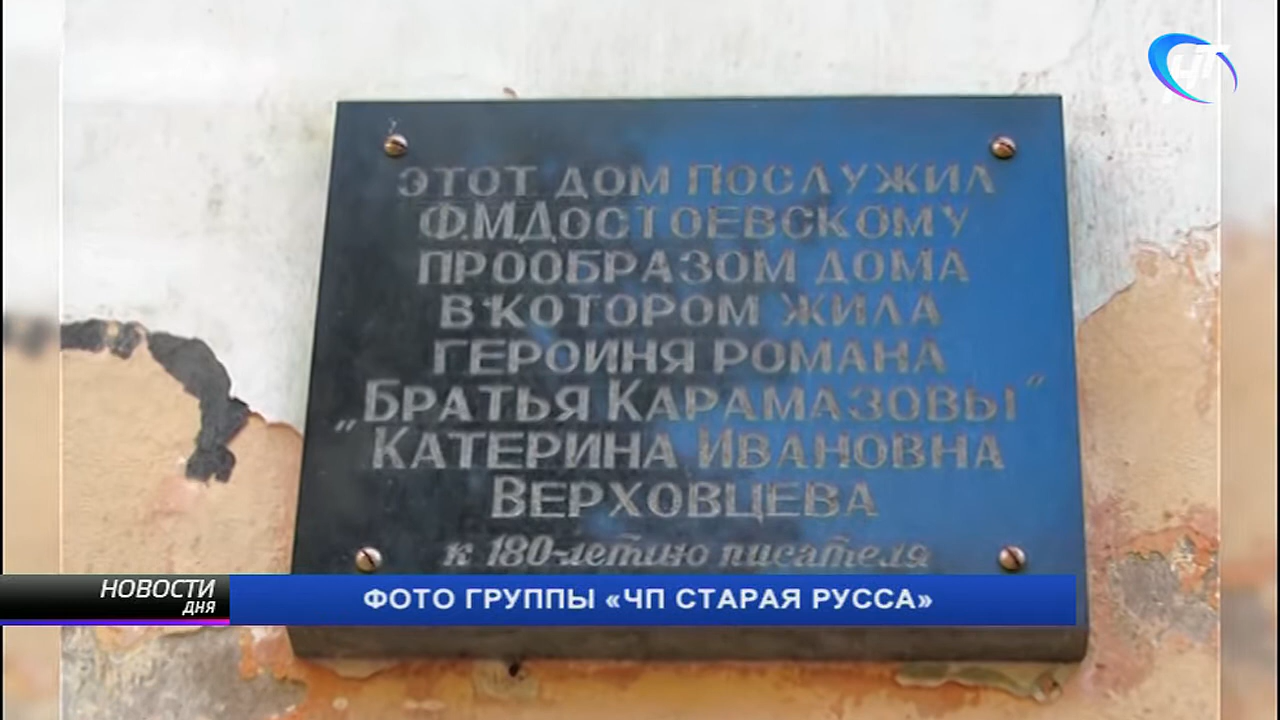 НТ
ЭТОТ ДОМ ПОСЛУЖИЛ
Ф.М.ДОСТОЕВСКОМУ
ПРООБРАЗОМ ДОМА
В КОТОРОМ ЖИЛА
ГЕРОИНЯ РОМАНА
"БРАТЬЯ КАРАМАЗОВЫ"
"КАТЕРИНА ИВАНОВНА
ВЕРХОВЦЕВА
к 180-летию писателя
НОВОСТИ
ДНЯ
ФОТО ГРУППЫ «ЧП СТАРАЯ РУССА»